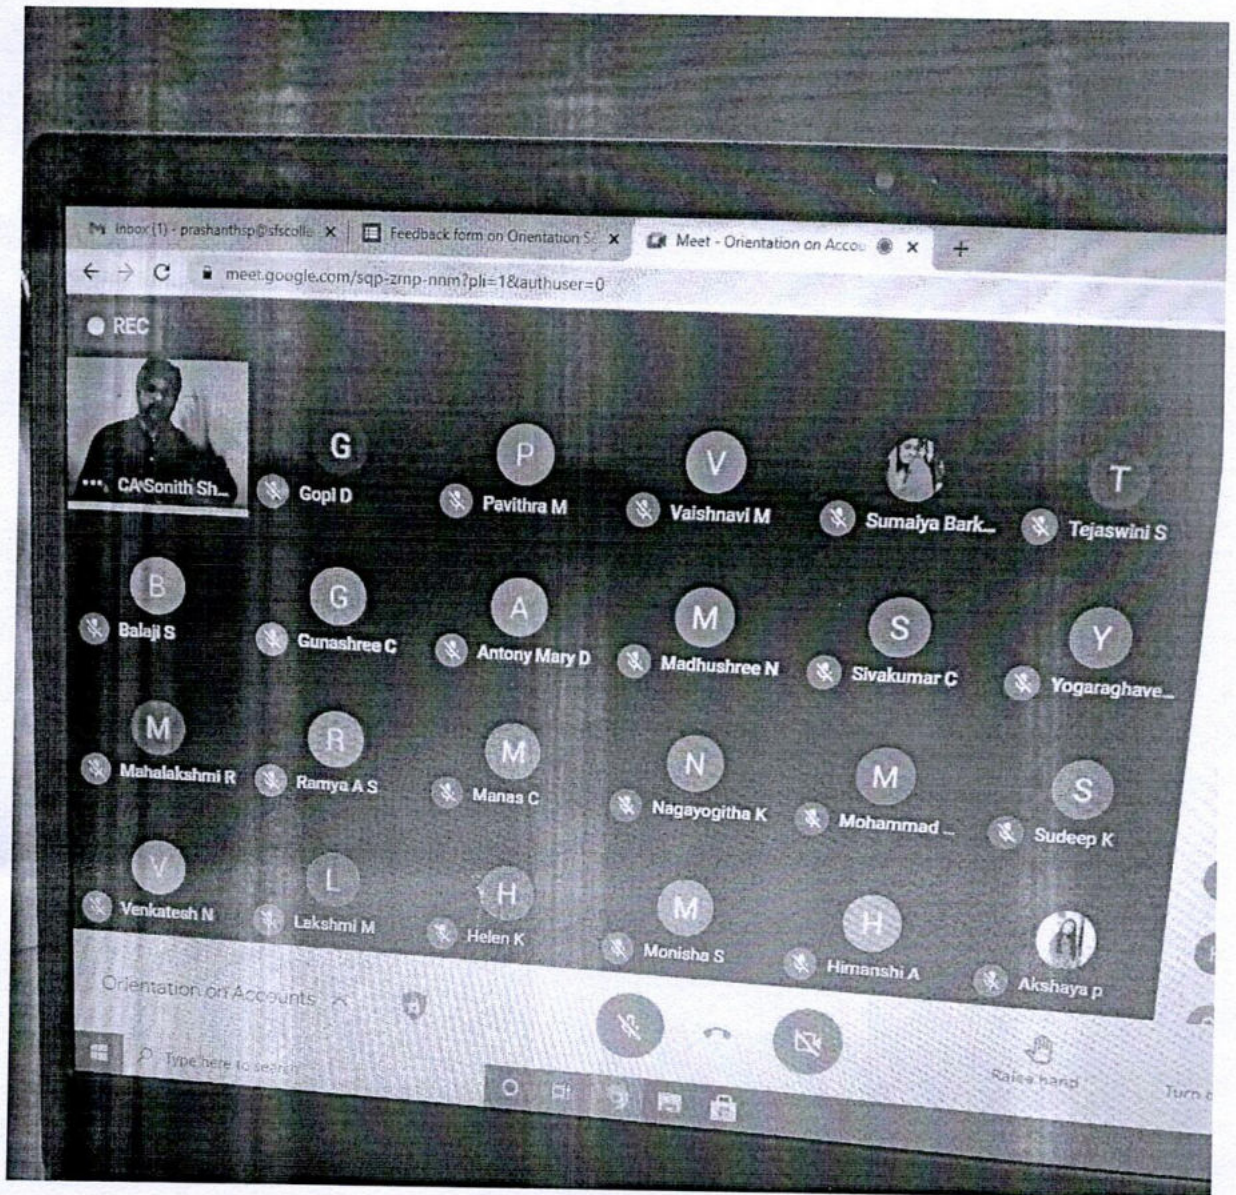 Inbox (1) - prashanthsp@sfscolle × Feedback form on Orientation Se × Meet - Orientation on Accou × +
meet.google.com/sqp-zrnp-nnm?pli=1&authuser=0
REC
CA Sonith Sh... Gopi D Pavithra M Vaishnavi M Sumaiya Bark... Tejaswini S
G P V T
B G A M S Y
Balaji S Gunashree C Antony Mary D Madhushree N Sivakumar C Yogaraghave...
M R M N M S
Mahalakshmi R Ramya A S Manas C Nagayogitha K Mohammad ... Sudeep K
V L H M H
Venkatesh N Lakshmi M Helen K Monisha S Himanshi A Akshaya p
Orientation on Accounts
Raise hand
Turn
Type here to search